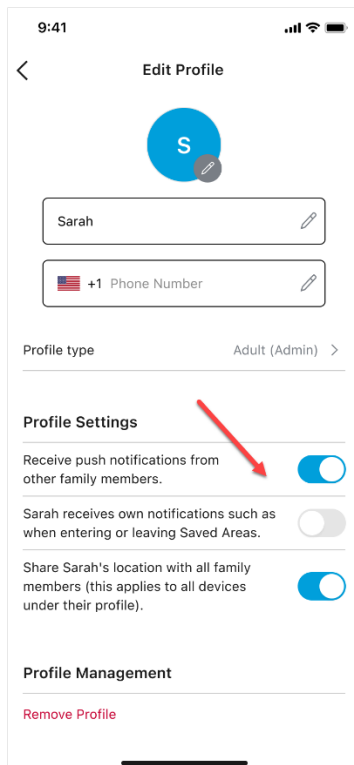 9:41
Edit Profile
S
Sarah
+1 Phone Number
Profile type Adult (Admin)
Profile Settings
Receive push notifications from
other family members.
Sarah receives own notifications such as
when entering or leaving Saved Areas.
Share Sarah's location with all family
members (this applies to all devices
under their profile).
Profile Management
Remove Profile